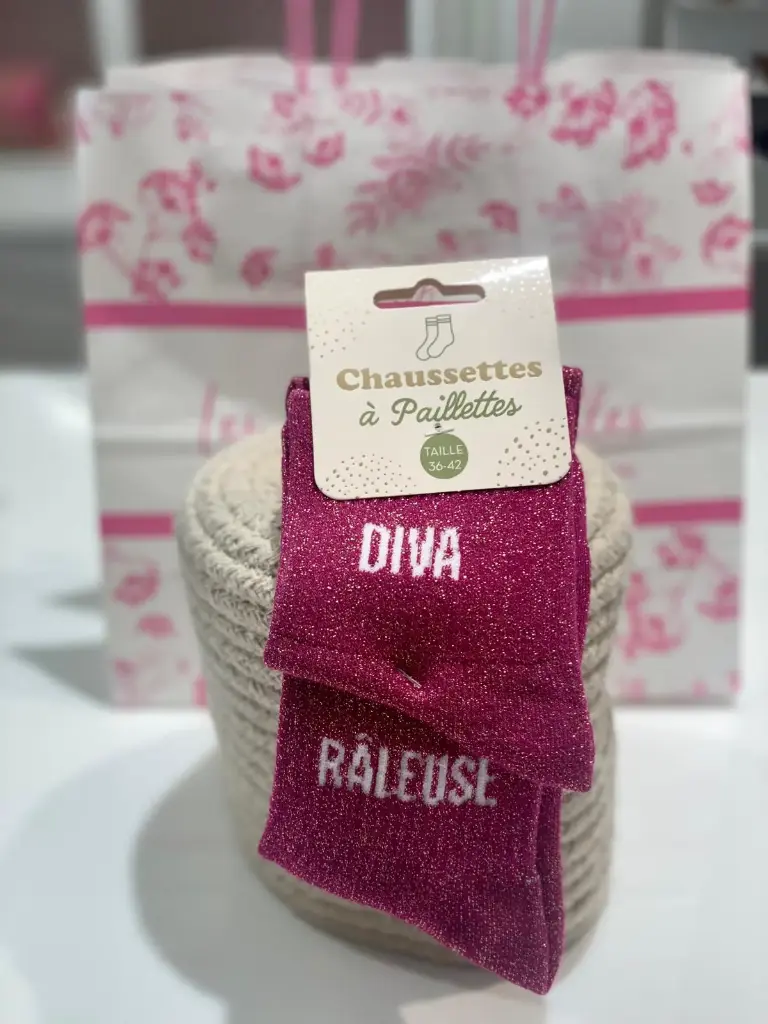 Chaussettes
à Paillettes
TAILLE
36-42
DIVA
RÂLEUSE